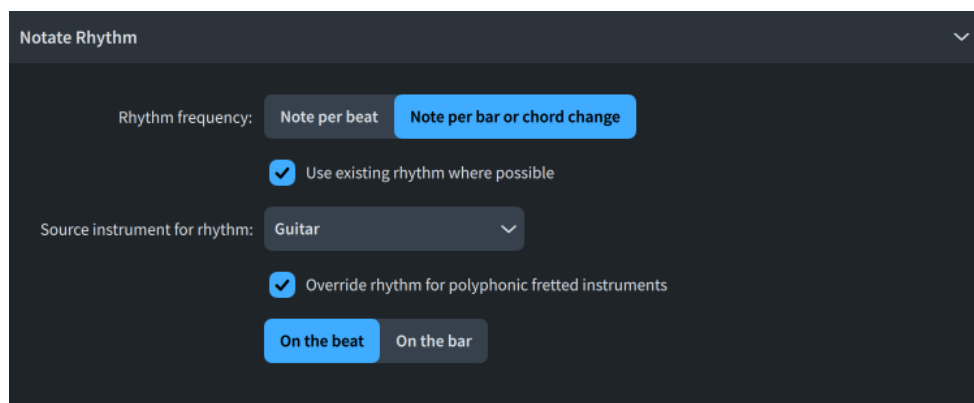 Notate Rhythm
Rhythm frequency: Note per beat Note per bar or chord change
Use existing rhythm where possible
Source instrument for rhythm: Guitar
Override rhythm for polyphonic fretted instruments
On the beat On the bar